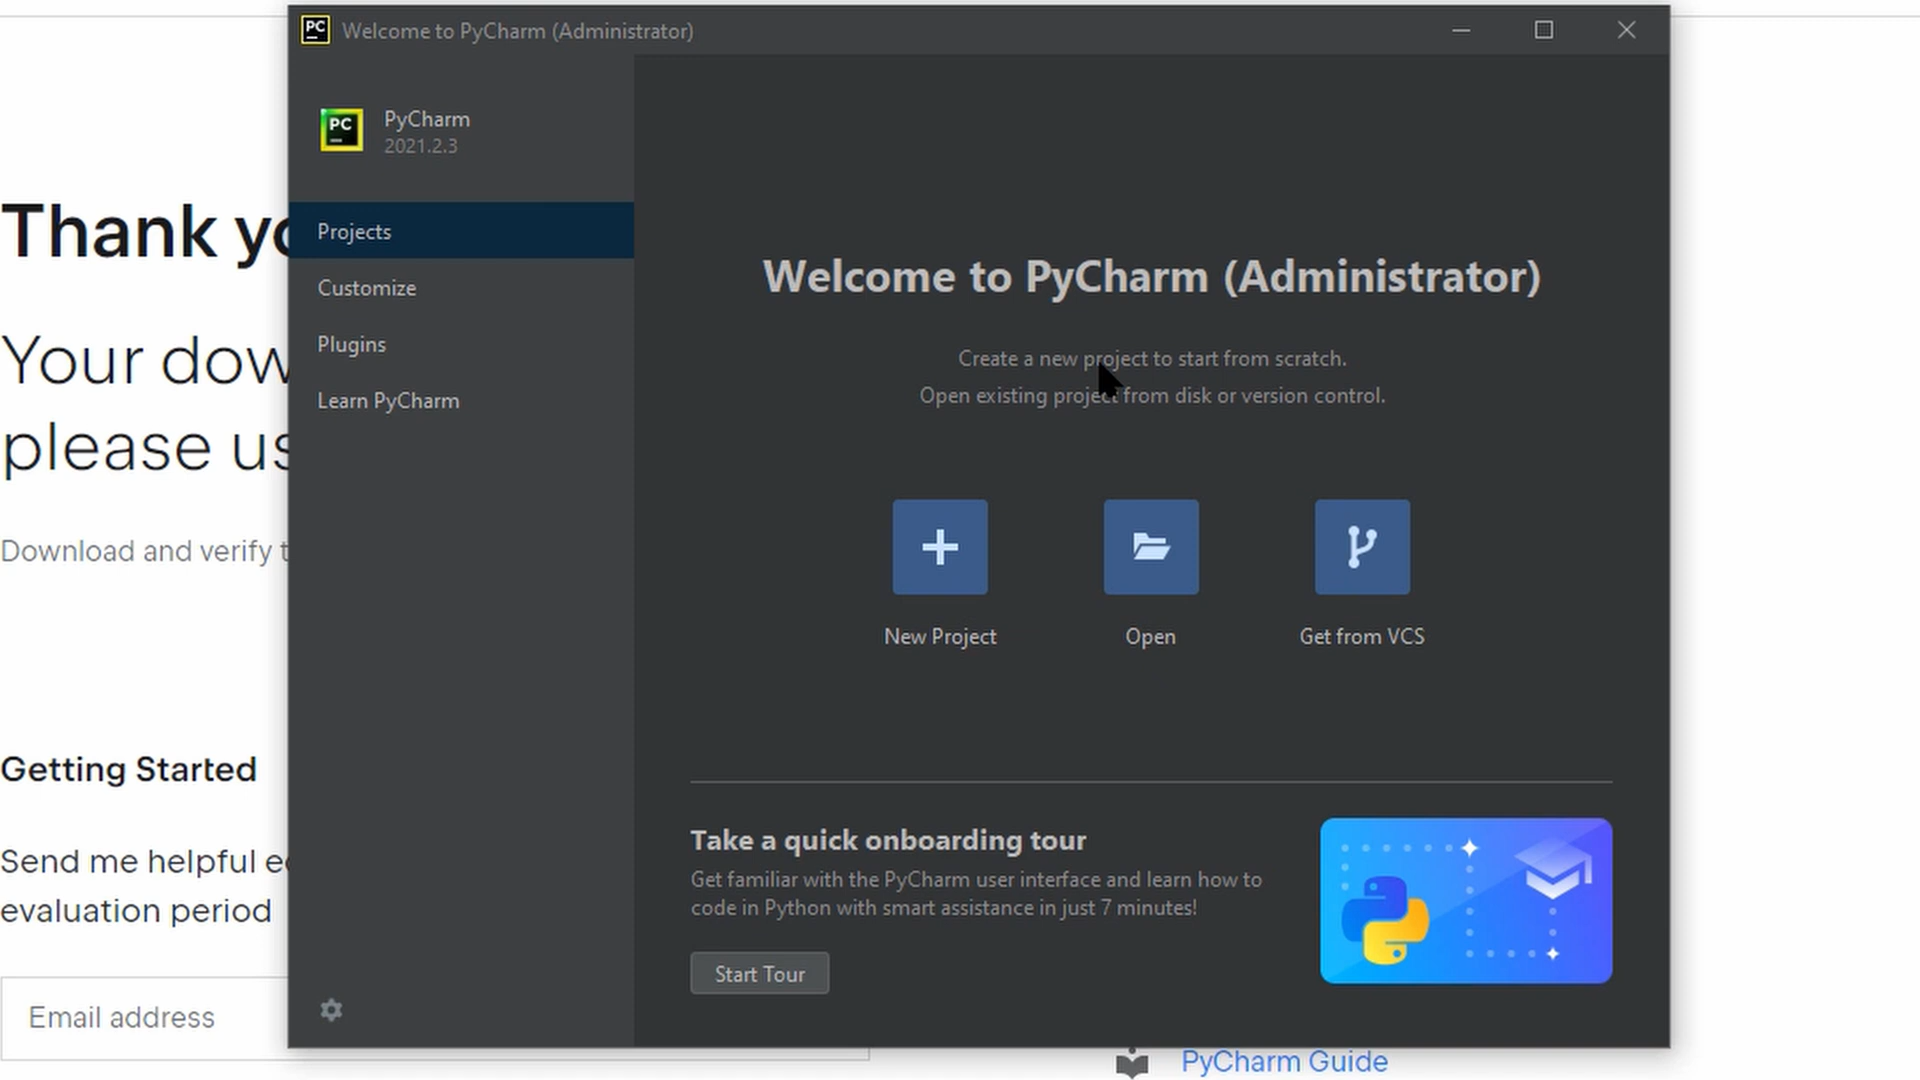 PC Welcome to PyCharm (Administrator)
PC
PyCharm
2021.2.3
Projects
Customize
Plugins
Learn PyCharm
Welcome to PyCharm (Administrator)
Create a new project to start from scratch.
Open existing project from disk or version control.
New Project
Open
Get from VCS
Take a quick onboarding tour
Get familiar with the PyCharm user interface and learn how to
code in Python with smart assistance in just 7 minutes!
Start Tour
Thank yo
Your dow
please us
Download and verify t
Getting Started
Send me helpful e
evaluation period
Email address
PyCharm Guide